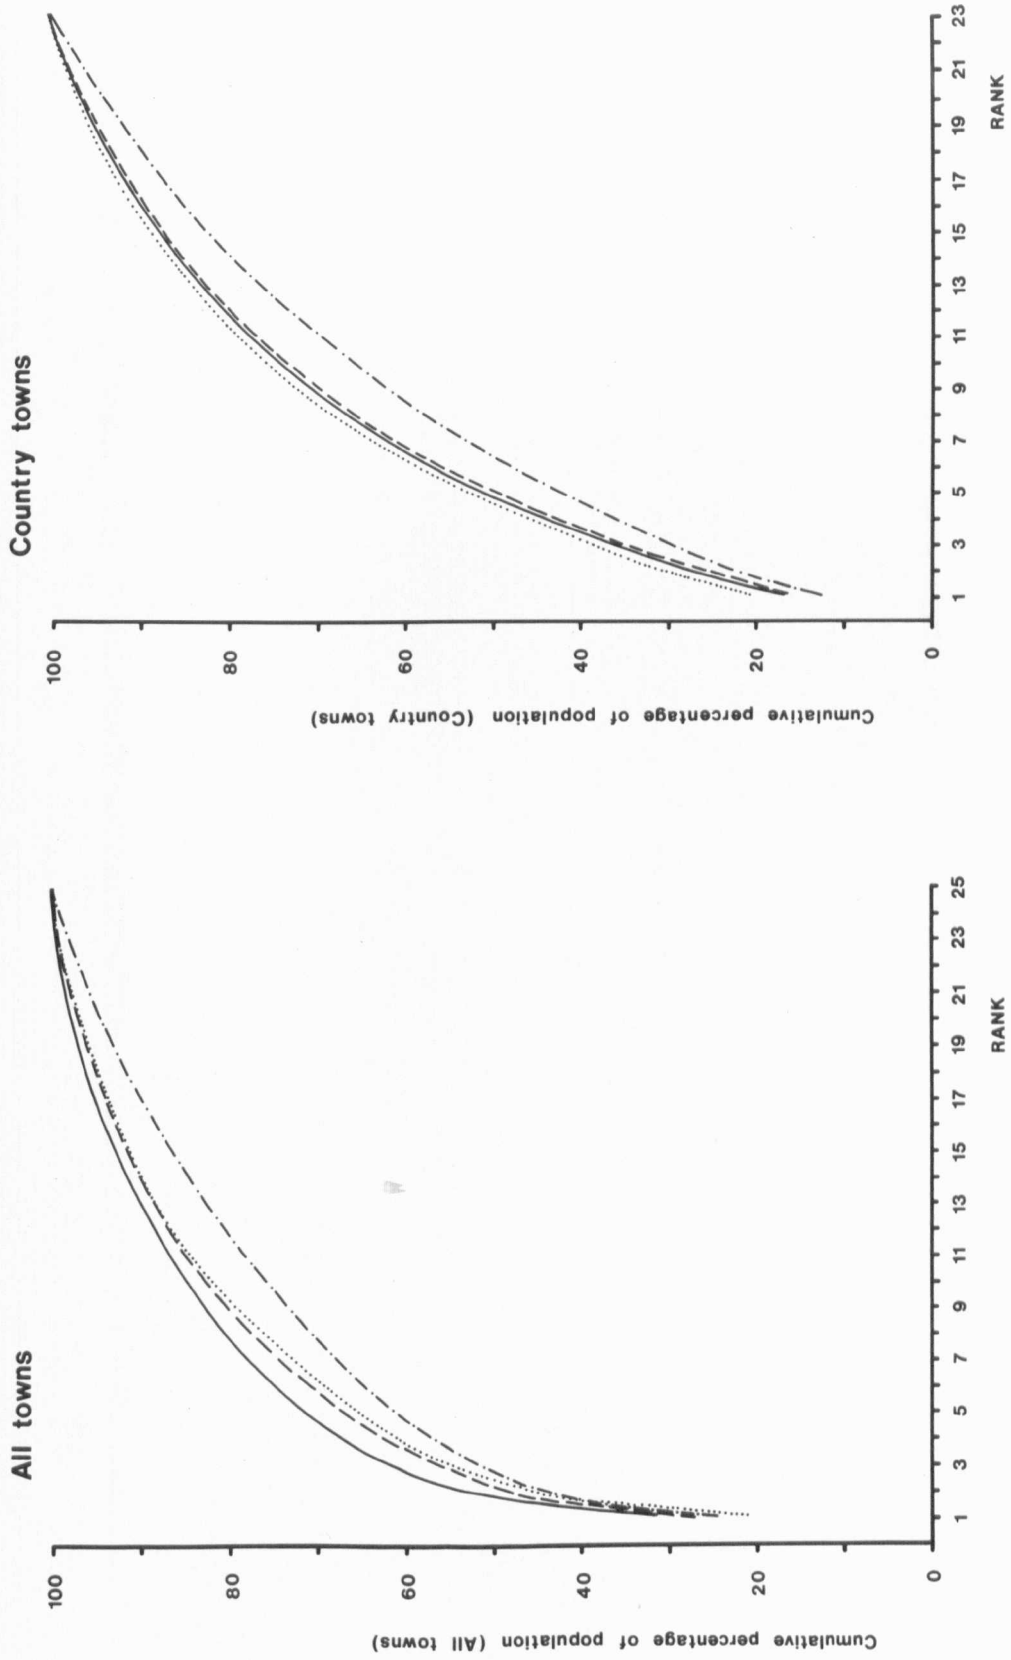 All towns
Cumulative percentage of population (All towns)
100
80
60
40
20
0
1 3 5 7 9 11 13 15 17 19 21 23 25
RANK
Country towns
Cumulative percentage of population (Country towns)
100
80
60
40
20
0
1 3 5 7 9 11 13 15 17 19 21 23
RANK